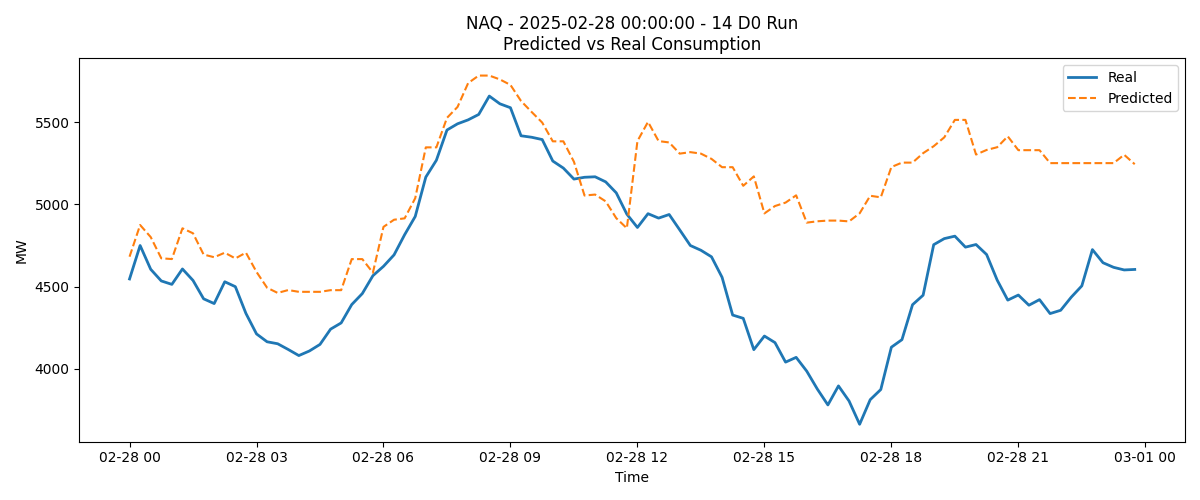 NAQ - 2025-02-28 00:00:00 - 14 D0 Run
Predicted vs Real Consumption
Real
Predicted
MW
5500
5000
4500
4000
02-28 00
02-28 03
02-28 06
02-28 09
02-28 12
02-28 15
02-28 18
02-28 21
03-01 00
Time